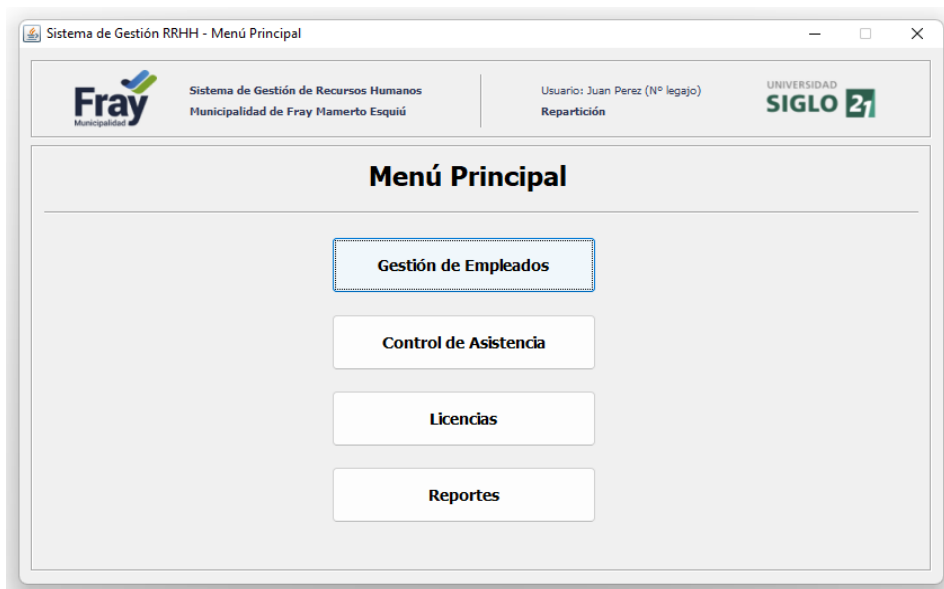 Sistema de Gestión RRHH - Menú Principal
Fray
Municipalidad
Sistema de Gestión de Recursos Humanos
Municipalidad de Fray Mamerto Esquiú
Usuario: Juan Perez (Nº legajo)
Repartición
UNIVERSIDAD
SIGLO 21
Menú Principal
Gestión de Empleados
Control de Asistencia
Licencias
Reportes